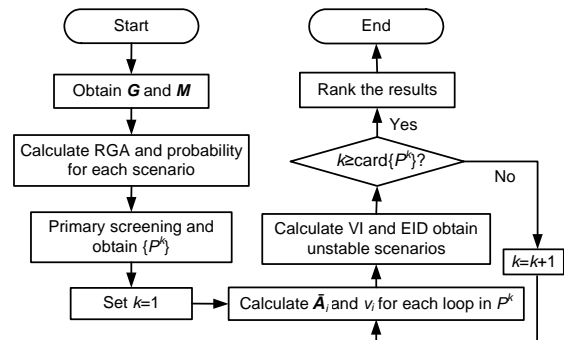 Start
Obtain G and M
Calculate RGA and probability
for each scenario
Primary screening and
obtain {P^k}
Set k=1
Calculate Ā_i and v_i for each loop in P^k
Calculate VI and EID obtain
unstable scenarios
k≥card{P^k}?
Yes
No
k=k+1
Rank the results
End